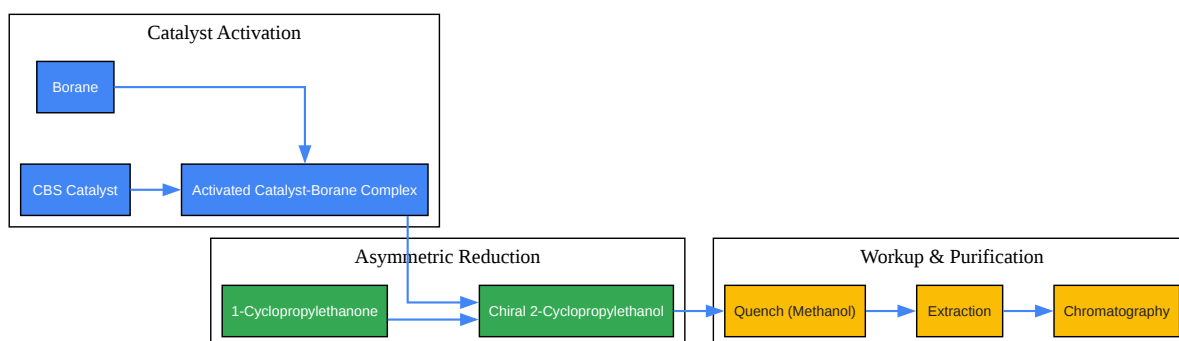 Catalyst Activation
Borane
CBS Catalyst
Activated Catalyst-Borane Complex
Asymmetric Reduction
1-Cyclopropylethanone
Chiral 2-Cyclopropylethanol
Workup & Purification
Quench (Methanol)
Extraction
Chromatography